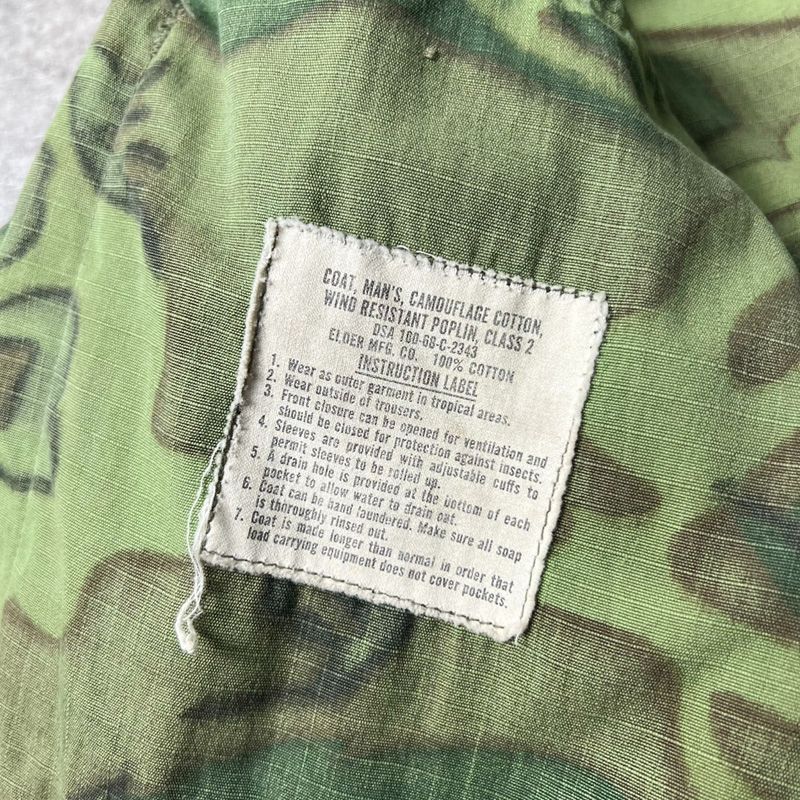 COAT, MAN'S, CAMOUFLAGE COTTON,
WIND RESISTANT POPLIN, CLASS 2
DSA 100-68-C-2343
ELDER MFG. CO. 100% COTTON
INSTRUCTION LABEL
1. Wear as outer garment in tropical areas.
2. Wear outside of trousers.
3. Front closure can be opened for ventilation and
should be closed for protection against insects.
4. Sleeves are provided with adjustable cuffs to
permit sleeves to be rolled up.
5. A drain hole is provided at the bottom of each
pocket to allow water to drain out.
6. Coat can be hand laundered. Make sure all soap
is thoroughly rinsed out.
7. Coat is made longer than normal in order that
load carrying equipment does not cover pockets.